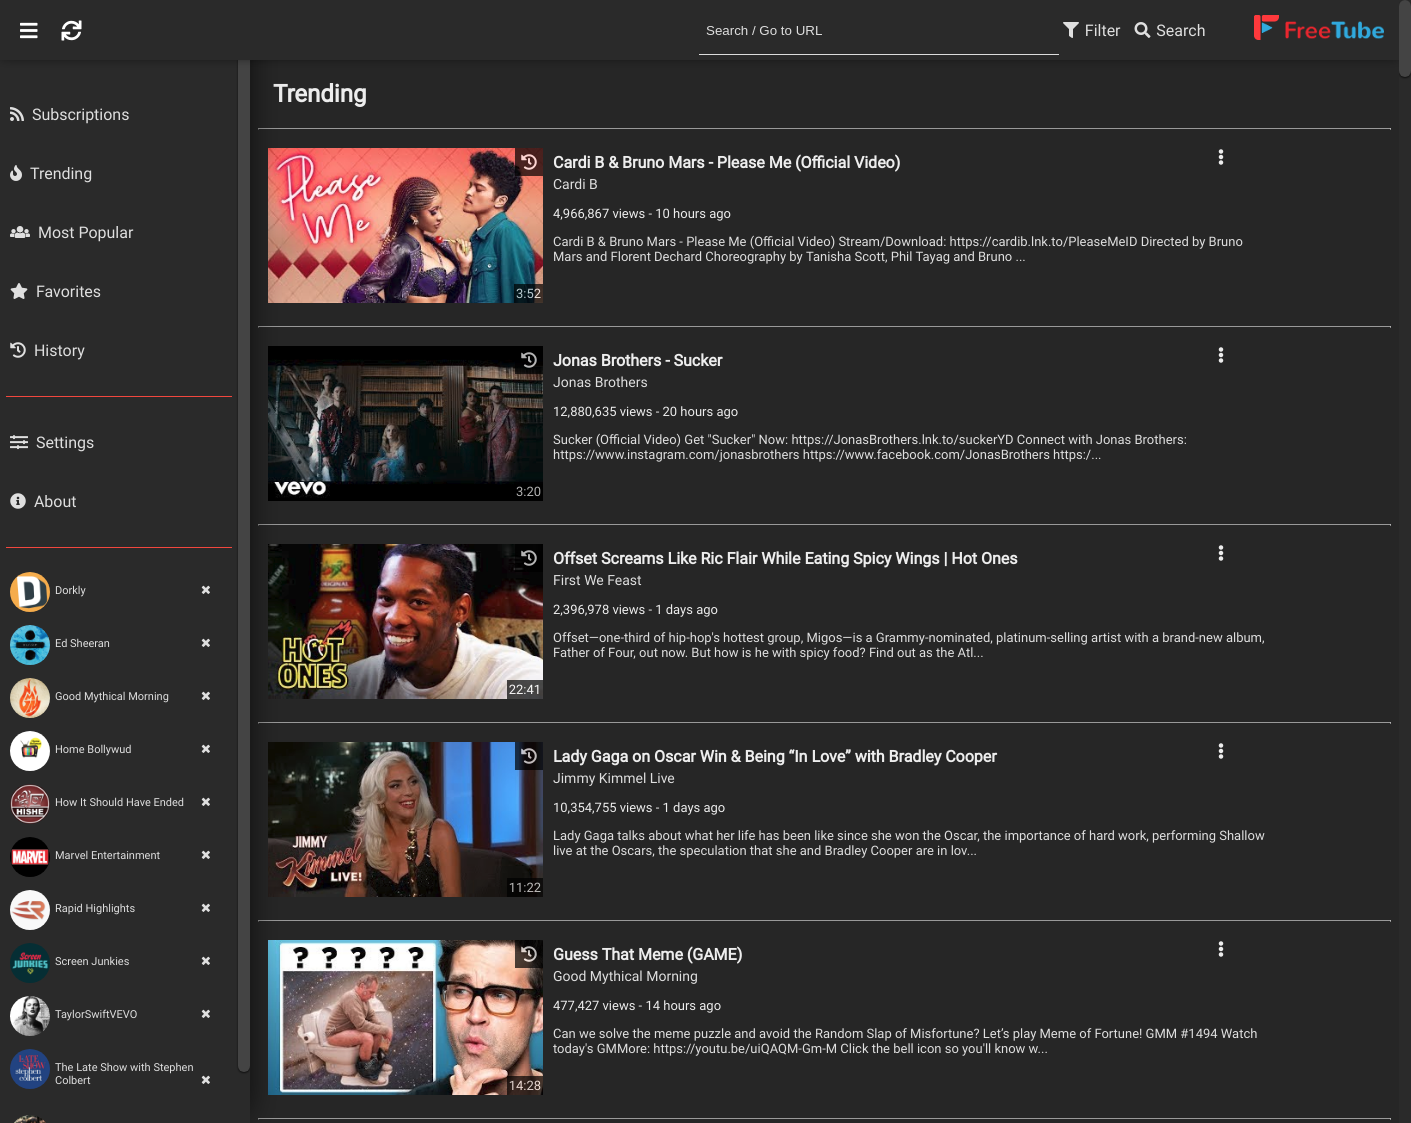 Search / Go to URL
Filter
Search
FreeTube
Subscriptions
Trending
Most Popular
Favorites
History
Settings
About
Dorkly
Ed Sheeran
Good Mythical Morning
Home Bollywud
How It Should Have Ended
HISHE
Marvel Entertainment
MARVEL
Rapid Highlights
Screen Junkies
Screen
JUNKIES
TaylorSwiftVEVO
The Late Show with Stephen
Colbert
LATE
SHOW
stephen
colbert
Trending
Please
Me
3:52
Cardi B & Bruno Mars - Please Me (Official Video)
Cardi B
4,966,867 views - 10 hours ago
Cardi B & Bruno Mars - Please Me (Official Video) Stream/Download: https://cardib.lnk.to/PleaseMeID Directed by Bruno
Mars and Florent Dechard Choreography by Tanisha Scott, Phil Tayag and Bruno ...
vevo
3:20
Jonas Brothers - Sucker
Jonas Brothers
12,880,635 views - 20 hours ago
Sucker (Official Video) Get "Sucker" Now: https://JonasBrothers.lnk.to/suckerYD Connect with Jonas Brothers:
https://www.instagram.com/jonasbrothers https://www.facebook.com/JonasBrothers https:/...
HOT
ONES
22:41
Offset Screams Like Ric Flair While Eating Spicy Wings | Hot Ones
First We Feast
2,396,978 views - 1 days ago
Offset—one-third of hip-hop's hottest group, Migos—is a Grammy-nominated, platinum-selling artist with a brand-new album,
Father of Four, out now. But how is he with spicy food? Find out as the Atl...
JIMMY
Kimmel
LIVE!
11:22
Lady Gaga on Oscar Win & Being “In Love” with Bradley Cooper
Jimmy Kimmel Live
10,354,755 views - 1 days ago
Lady Gaga talks about what her life has been like since she won the Oscar, the importance of hard work, performing Shallow
live at the Oscars, the speculation that she and Bradley Cooper are in lov...
? ? ? ? ?
14:28
Guess That Meme (GAME)
Good Mythical Morning
477,427 views - 14 hours ago
Can we solve the meme puzzle and avoid the Random Slap of Misfortune? Let’s play Meme of Fortune! GMM #1494 Watch
today's GMMore: https://youtu.be/uiQAQM-Gm-M Click the bell icon so you'll know w...